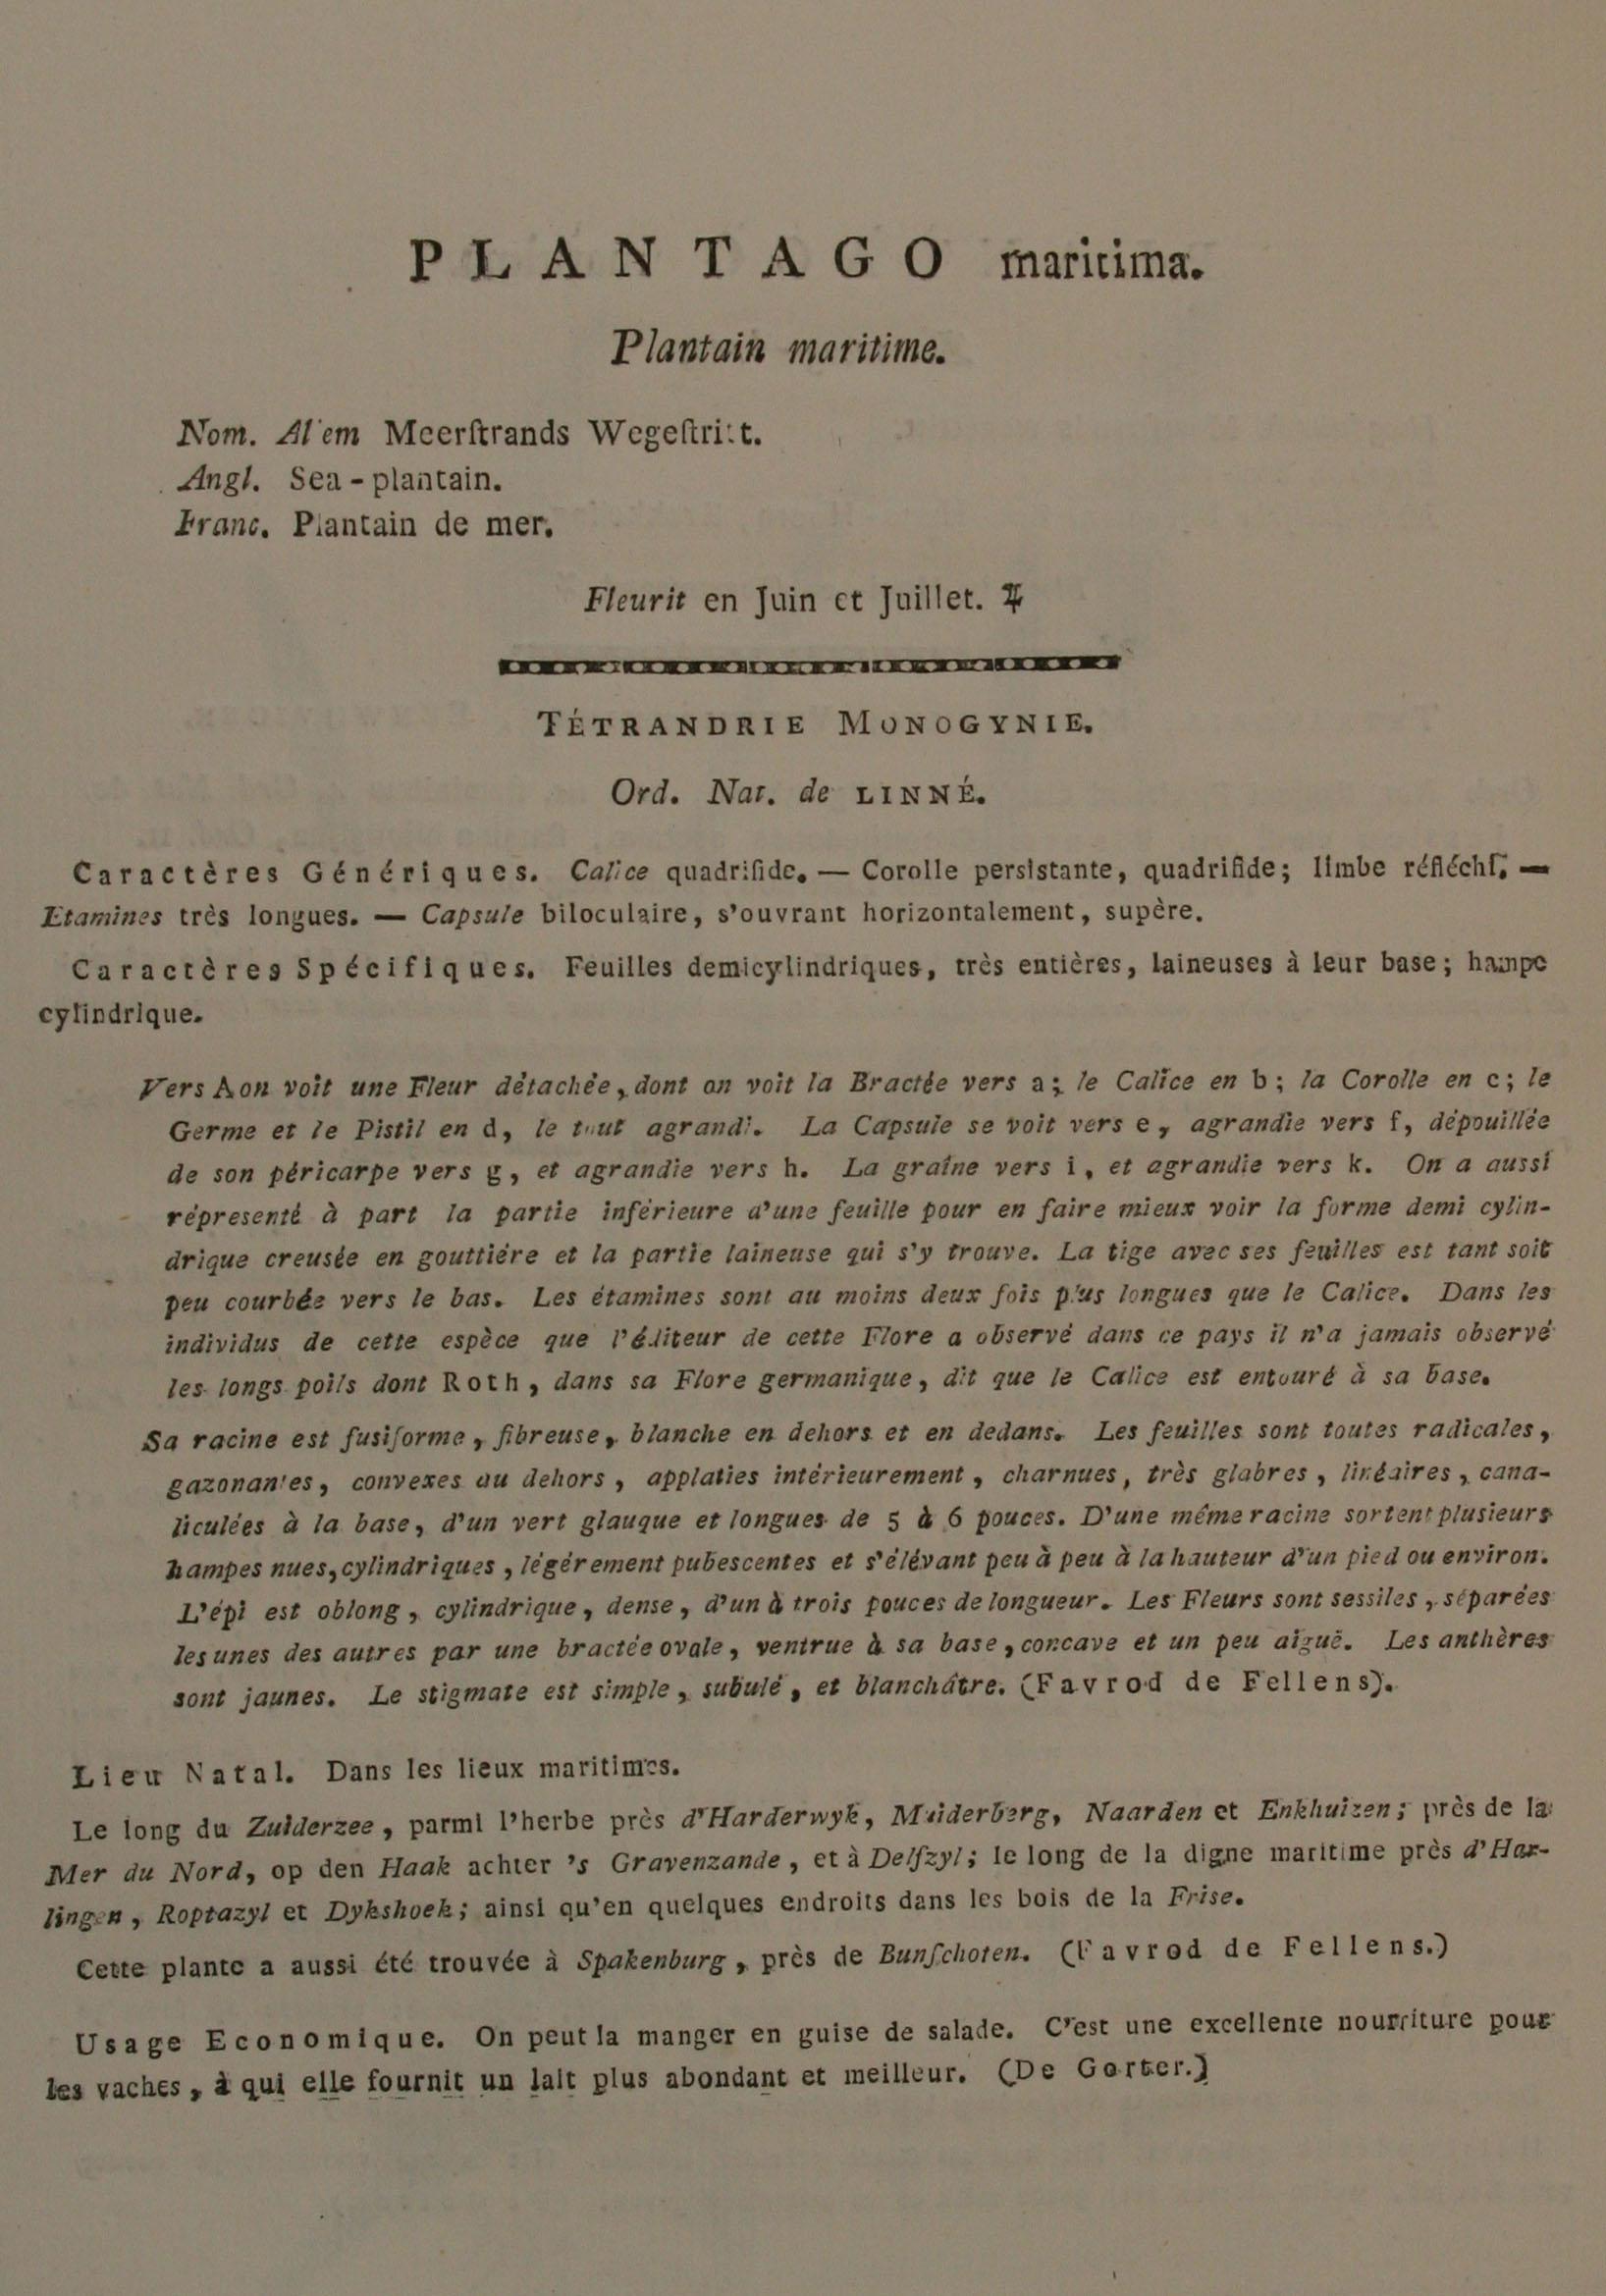 PLANTAGO maritima.
Plantain maritime.
Nom. Alem Meerſtrands Wegeſtritt.
Angl. Sea-plantain.
Franc. Plantain de mer.
Fleurit en Juin et Juillet. ♃
TÉTRANDRIE MONOGYNIE.
Ord. Nat. de LINNÉ.
Caractères Génériques. Calice quadrifide. — Corolle persistante, quadrifide; limbe réfléchi. —
Etamines très longues. — Capsule biloculaire, s'ouvrant horizontalement, supère.
Caractères Spécifiques. Feuilles demicylindriques, très entières, laineuses à leur base; hampe
cylindrique.
Vers A on voit une Fleur détachée, dont on voit la Bractée vers a; le Calice en b; la Corolle en c; le
Germe et le Pistil en d, le tout agrandi. La Capsule se voit vers e, agrandie vers f, dépouillée
de son péricarpe vers g, et agrandie vers h. La graine vers i, et agrandie vers k. On a aussi
répresenté à part la partie inférieure d'une feuille pour en faire mieux voir la forme demi cylin-
drique creusée en gouttiére et la partie laineuse qui s'y trouve. La tige avec ses feuilles est tant soit
peu courbée vers le bas. Les étamines sont au moins deux fois plus longues que le Calice. Dans les
individus de cette espèce que l'éditeur de cette Flore a observé dans ce pays il n'a jamais observé
les longs poils dont Roth, dans sa Flore germanique, dit que le Calice est entouré à sa base.
Sa racine est fusiforme, fibreuse, blanche en dehors et en dedans. Les feuilles sont toutes radicales,
gazonantes, convexes au dehors, applaties intérieurement, charnues, très glabres, linéaires, cana-
liculées à la base, d'un vert glauque et longues de 5 à 6 pouces. D'une même racine sortent plusieurs
hampes nues, cylindriques, légérement pubescentes et s'élévant peu à peu à la hauteur d'un pied ou environ.
L'épi est oblong, cylindrique, dense, d'un à trois pouces de longueur. Les Fleurs sont sessiles, séparées
les unes des autres par une bractée ovale, ventrue à sa base, concave et un peu aiguë. Les anthères
sont jaunes. Le stigmate est simple, subulé, et blanchâtre. (Favrod de Fellens).
Lieu Natal. Dans les lieux maritimes.
Le long du Zuiderzee, parmi l'herbe près d'Harderwyk, Muiderberg, Naarden et Enkhuizen; près de la
Mer du Nord, op den Haak achter 's Gravenzande, et à Delfzyl; le long de la digne maritime près d'Har-
lingen, Roptazyl et Dykshoek; ainsi qu'en quelques endroits dans les bois de la Frise.
Cette plante a aussi été trouvée à Spakenburg, près de Bunſchoten. (Favrod de Fellens.)
Usage Economique. On peut la manger en guise de salade. C'est une excellente nourriture pour
les vaches, à qui elle fournit un lait plus abondant et meilleur. (De Gorter.)